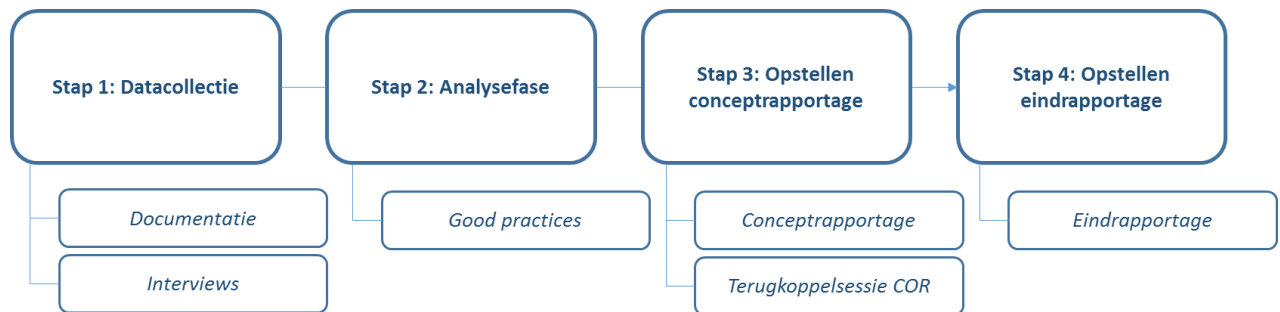 Stap 1: Datacollectie
Stap 2: Analysefase
Stap 3: Opstellen
conceptrapportage
Stap 4: Opstellen
eindrapportage
Documentatie
Interviews
Good practices
Conceptrapportage
Terugkoppelsessie COR
Eindrapportage